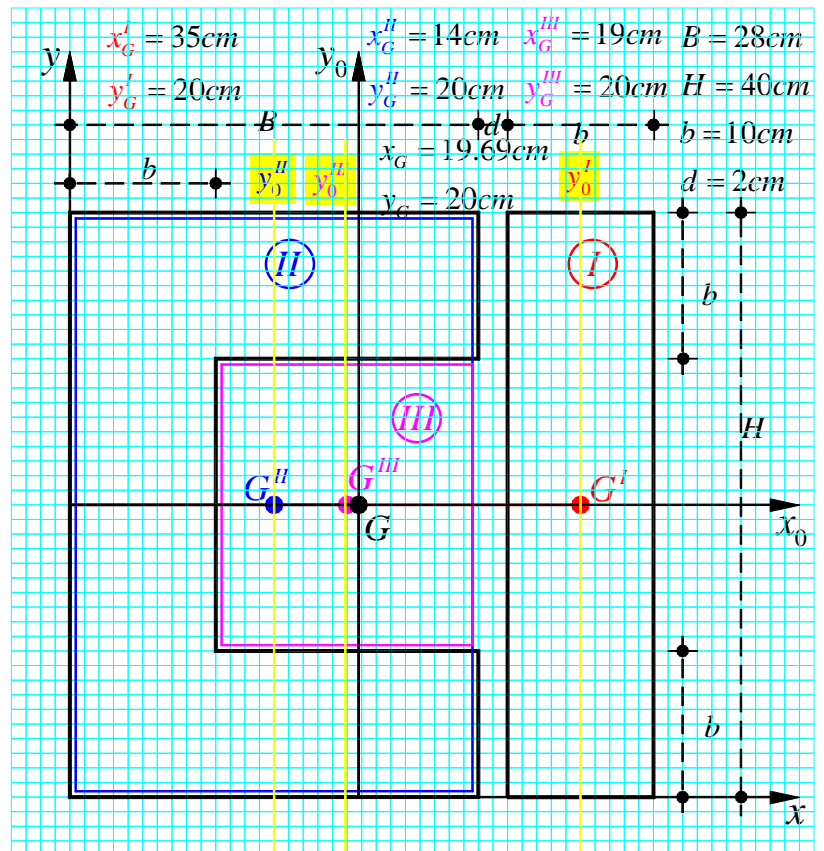 x_G^I = 35cm x_G^II = 14cm x_G^III = 19cm B = 28cm
y y_0
y_G^I = 20cm y_G^II = 20cm y_G^III = 20cm H = 40cm
B d b b = 10cm
x_G = 19.69cm
b y_0^II y_0^III y_0^I d = 2cm
y_G = 20cm
II I
b
III
H
G^II G^III G^I
G x_0
b
x